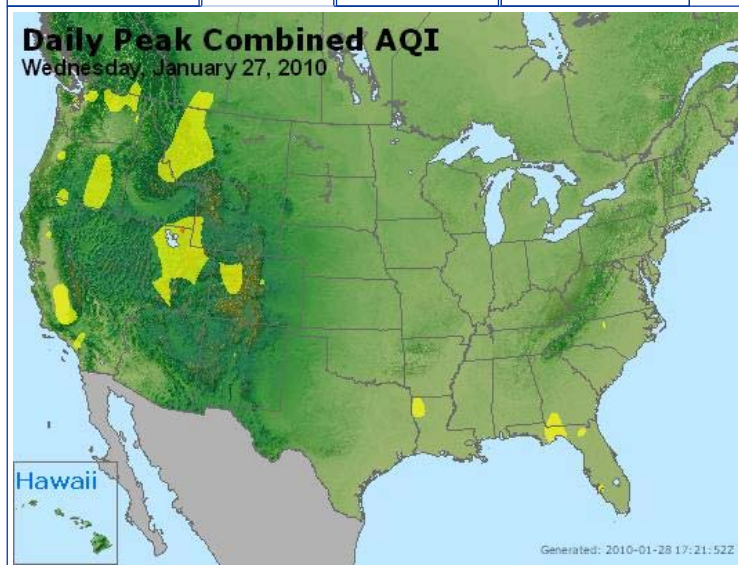 Daily Peak Combined AQI
Wednesday, January 27, 2010
Hawaii
Generated: 2010-01-28 17:21:52Z